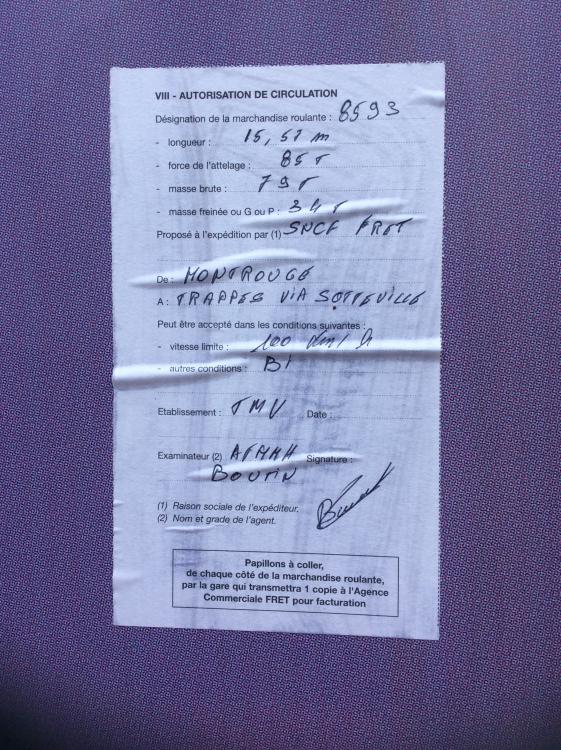 VIII - AUTORISATION DE CIRCULATION
Désignation de la marchandise roulante : 8593
- longueur : 15,57 m
- force de l'attelage : 85 T
- masse brute : 79 T
- masse freinée ou G ou P : 34 T
Proposé à l'expédition par (1) SNCF FRET
De : MONTROUGE
A : TRAPPES VIA SOTTEVILLE
Peut être accepté dans les conditions suivantes :
- vitesse limite : 100 km/h
- autres conditions : B1
Etablissement : TMV Date :
Examinateur (2) Signature :
BOUTIN
(1) Raison sociale de l'expéditeur.
(2) Nom et grade de l'agent.
Papillons à coller,
de chaque côté de la marchandise roulante,
par la gare qui transmettra 1 copie à l'Agence
Commerciale FRET pour facturation